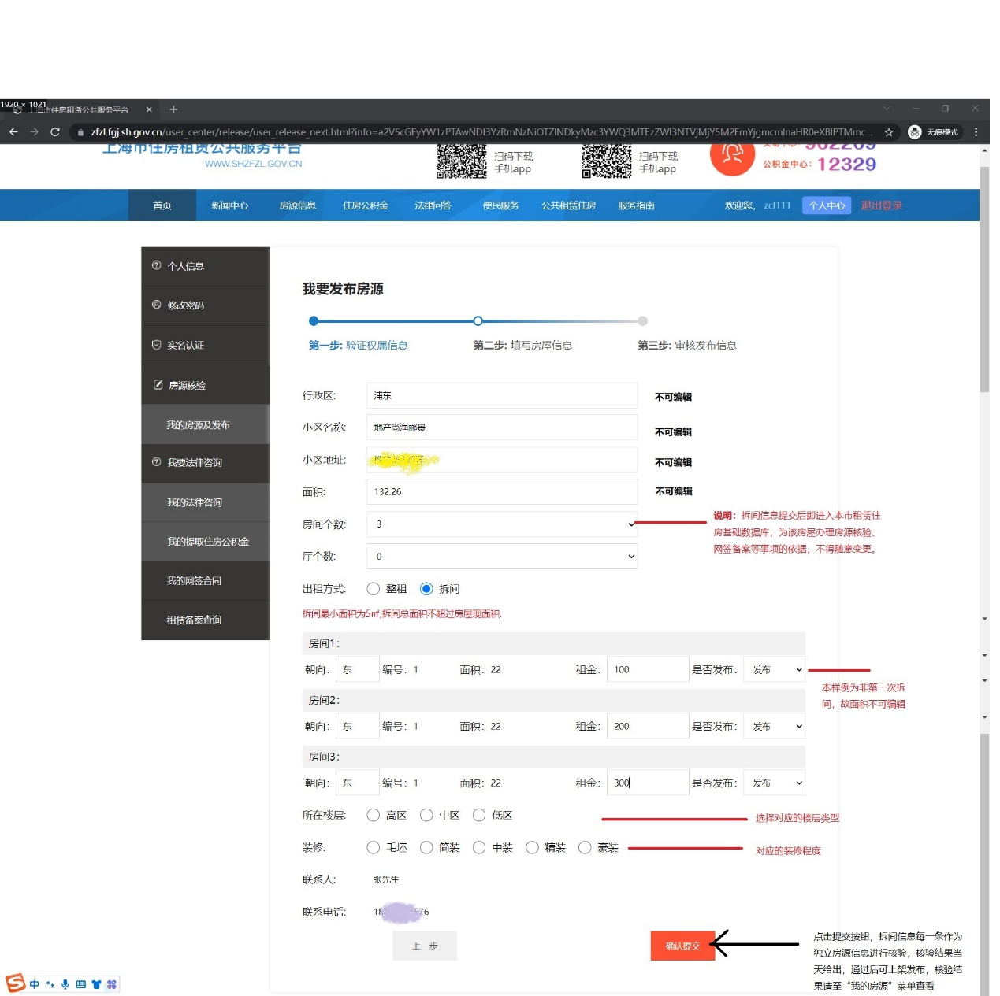 1920 × 1021
上海市住房租赁公共服务平台
zfzl.fgj.sh.gov.cn/user_center/release/user_release_next.html?info=a2V5cGFyYW1zPTAwNDI3YzRmNzNiOTZlNDkyMzc3YWQ3MTEzZWI3NTVjMjY5M2FmYjgmcmlnaHR0eXBlPTMmc...
无痕模式
上海市住房租赁公共服务平台
WWW.SHZFZL.GOV.CN
扫码下载
手机app
扫码下载
手机app
962269
公积金中心：12329
首页 新闻中心 房源信息 住房公积金 法律问答 便民服务 公共租赁住房 服务指南 欢迎您， zcl111 个人中心 退出登录
个人信息
修改密码
实名认证
房源核验
我的房源及发布
我要法律咨询
我的法律咨询
我的提取住房公积金
我的网签合同
租赁备案查询
我要发布房源
第一步: 验证权属信息 第二步: 填写房屋信息 第三步: 审核发布信息
行政区: 浦东 不可编辑
小区名称: 地产尚海郦景 不可编辑
小区地址: 不可编辑
面积: 132.26 不可编辑
房间个数: 3
说明：拆间信息提交后即进入本市租赁住
房基础数据库，为该房屋办理房源核验、
网签备案等事项的依据，不得随意变更。
厅个数: 0
出租方式: 整租 拆间
拆间最小面积为5㎡,拆间总面积不超过房屋现面积.
房间1：
朝向: 东 编号: 1 面积: 22 租金: 100 是否发布: 发布
本样例为非第一次拆
间，故面积不可编辑
房间2：
朝向: 东 编号: 1 面积: 22 租金: 200 是否发布: 发布
房间3：
朝向: 东 编号: 1 面积: 22 租金: 300 是否发布: 发布
所在楼层: 高区 中区 低区 选择对应的楼层类型
装修: 毛坯 简装 中装 精装 豪装 对应的装修程度
联系人: 张先生
联系电话: 18 576
上一步 确认提交
点击提交按钮，拆间信息每一条作为
独立房源信息进行核验，核验结果当
天给出，通过后可上架发布，核验结
果请至“我的房源”菜单查看
中